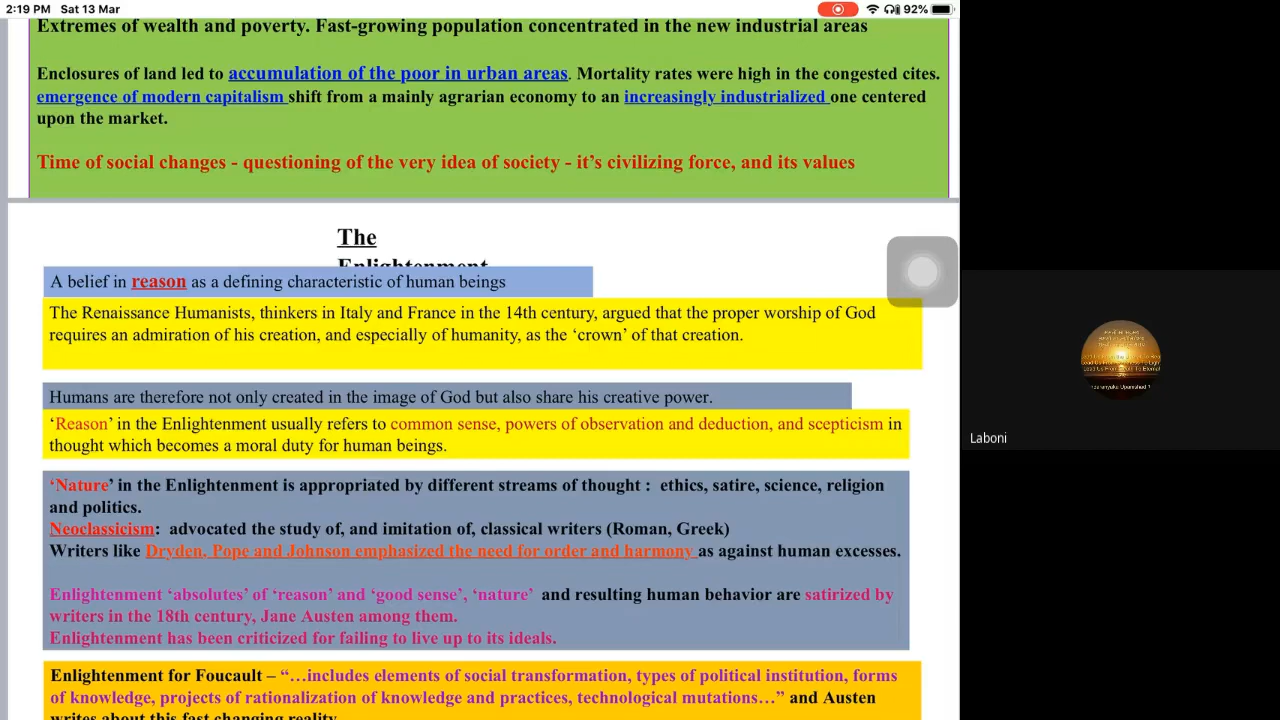 2:19 PM Sat 13 Mar
92%
Extremes of wealth and poverty. Fast-growing population concentrated in the new industrial areas
Enclosures of land led to accumulation of the poor in urban areas. Mortality rates were high in the congested cites.
emergence of modern capitalism shift from a mainly agrarian economy to an increasingly industrialized one centered
upon the market.
Time of social changes - questioning of the very idea of society - it’s civilizing force, and its values
The
Enlightenment
A belief in reason as a defining characteristic of human beings
The Renaissance Humanists, thinkers in Italy and France in the 14th century, argued that the proper worship of God
requires an admiration of his creation, and especially of humanity, as the ‘crown’ of that creation.
Humans are therefore not only created in the image of God but also share his creative power.
‘Reason’ in the Enlightenment usually refers to common sense, powers of observation and deduction, and scepticism in
thought which becomes a moral duty for human beings.
‘Nature’ in the Enlightenment is appropriated by different streams of thought : ethics, satire, science, religion
and politics.
Neoclassicism: advocated the study of, and imitation of, classical writers (Roman, Greek)
Writers like Dryden, Pope and Johnson emphasized the need for order and harmony as against human excesses.
Enlightenment ‘absolutes’ of ‘reason’ and ‘good sense’, ‘nature’ and resulting human behavior are satirized by
writers in the 18th century, Jane Austen among them.
Enlightenment has been criticized for failing to live up to its ideals.
Enlightenment for Foucault – “…includes elements of social transformation, types of political institution, forms
of knowledge, projects of rationalization of knowledge and practices, technological mutations…” and Austen
writes about this fast changing reality
Laboni